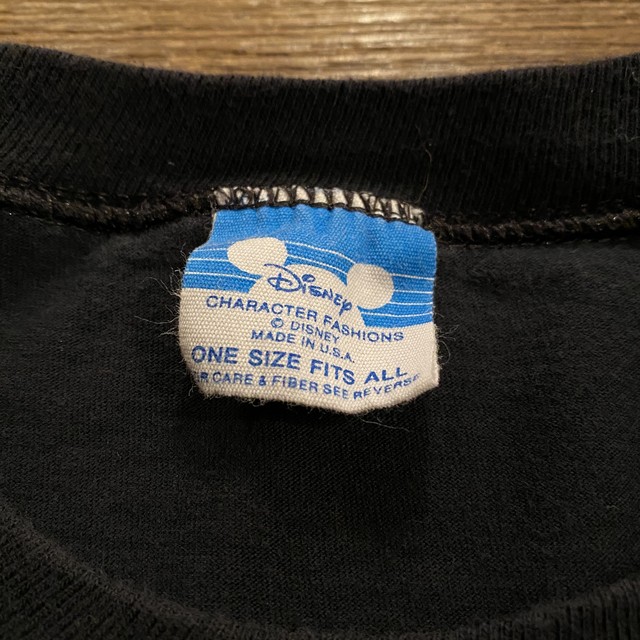 Disney
CHARACTER FASHIONS
© DISNEY
MADE IN U.S.A.
ONE SIZE FITS ALL
CARE & FIBER SEE REVERSE